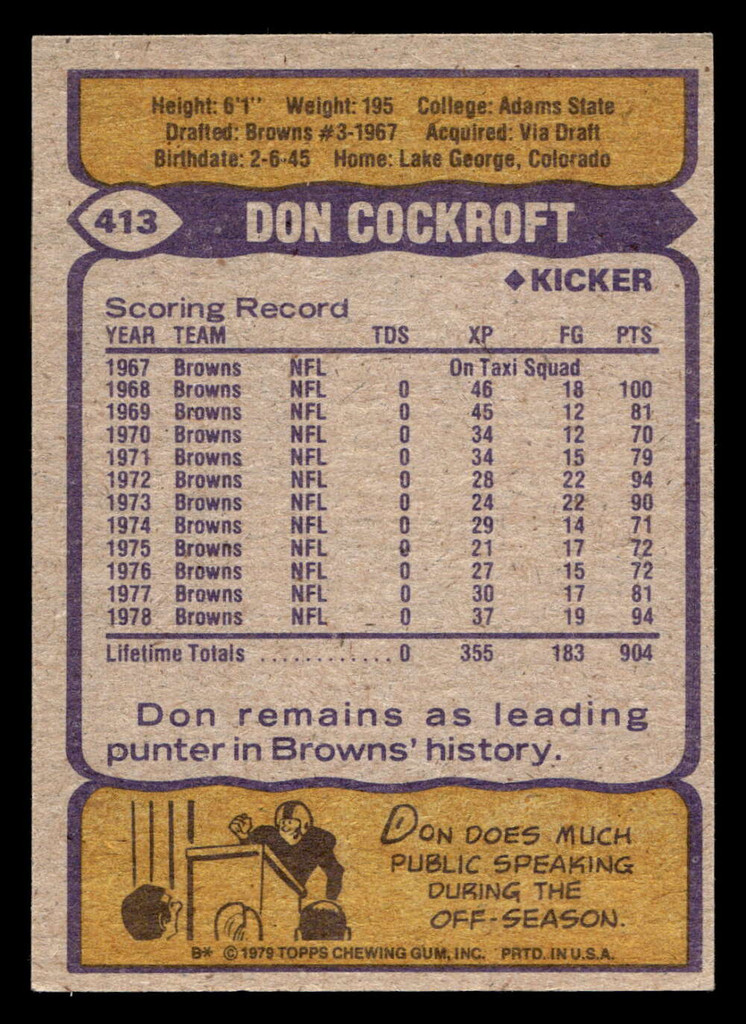 Height: 6'1" Weight: 195 College: Adams State
Drafted: Browns #3-1967 Acquired: Via Draft
Birthdate: 2-6-45 Home: Lake George, Colorado
413 DON COCKROFT
◆KICKER
Scoring Record
YEAR TEAM TDS XP FG PTS
1967 Browns NFL On Taxi Squad
1968 Browns NFL 0 46 18 100
1969 Browns NFL 0 45 12 81
1970 Browns NFL 0 34 12 70
1971 Browns NFL 0 34 15 79
1972 Browns NFL 0 28 22 94
1973 Browns NFL 0 24 22 90
1974 Browns NFL 0 29 14 71
1975 Browns NFL 0 21 17 72
1976 Browns NFL 0 27 15 72
1977 Browns NFL 0 30 17 81
1978 Browns NFL 0 37 19 94
Lifetime Totals ............ 0 355 183 904
Don remains as leading
punter in Browns' history.
DON DOES MUCH
PUBLIC SPEAKING
DURING THE
OFF-SEASON.
B* © 1979 TOPPS CHEWING GUM, INC. PRTD. IN U.S.A.